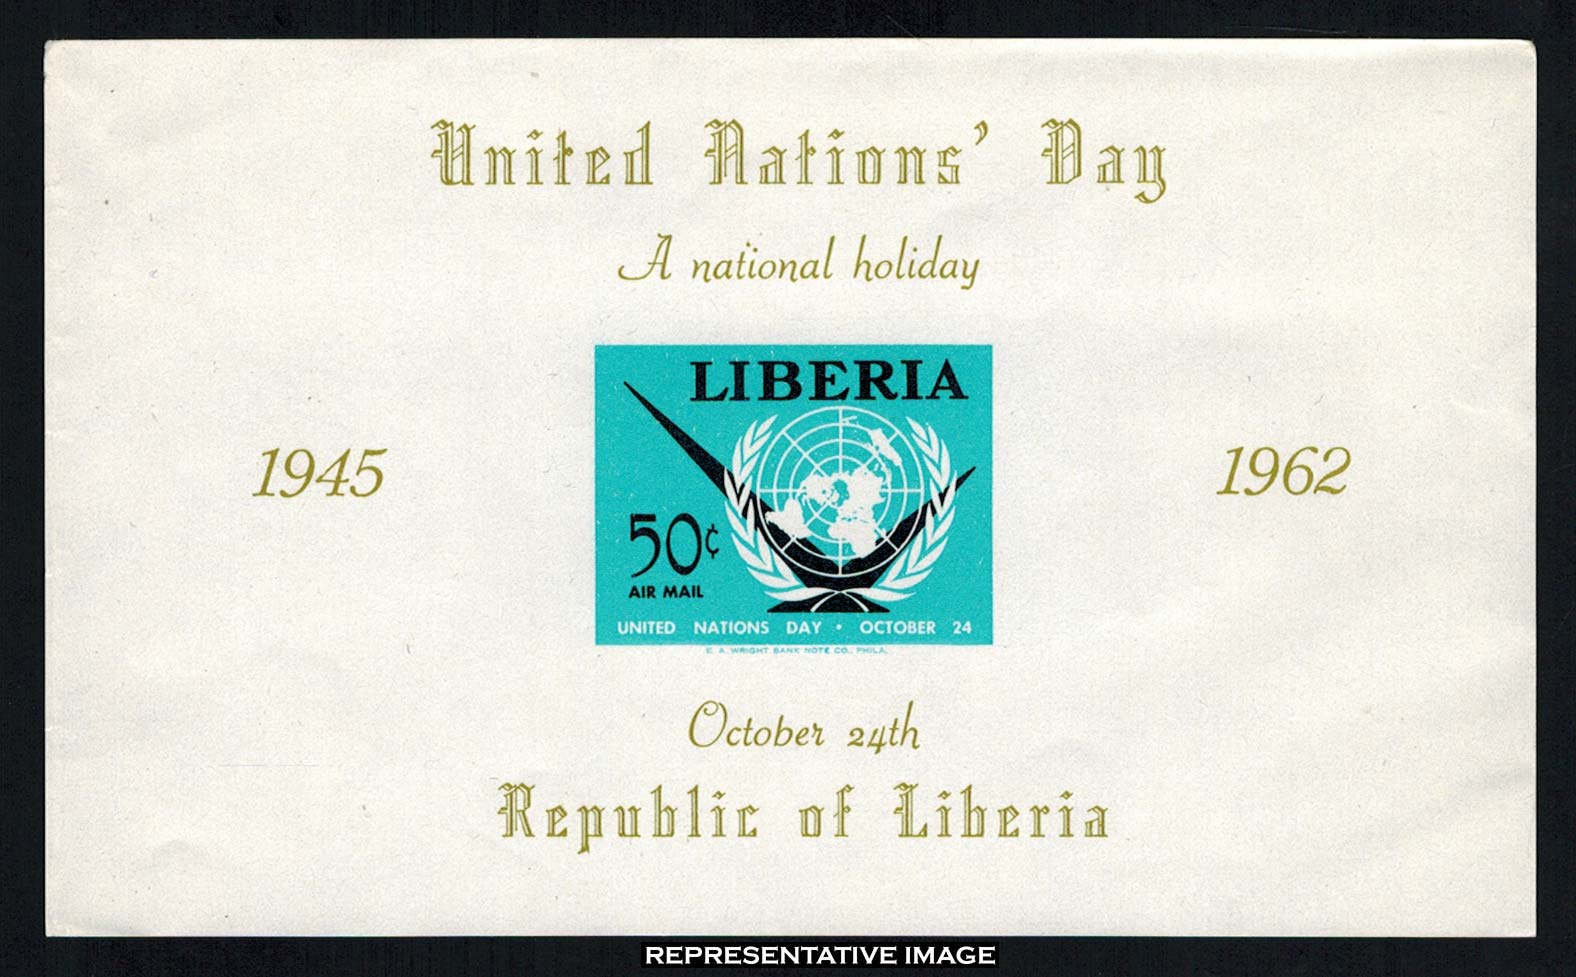 United Nations' Day
A national holiday
LIBERIA
1945
1962
50¢
AIR MAIL
UNITED NATIONS DAY • OCTOBER 24
E. A. WRIGHT BANK NOTE CO., PHILA.
October 24th
Republic of Liberia
REPRESENTATIVE IMAGE